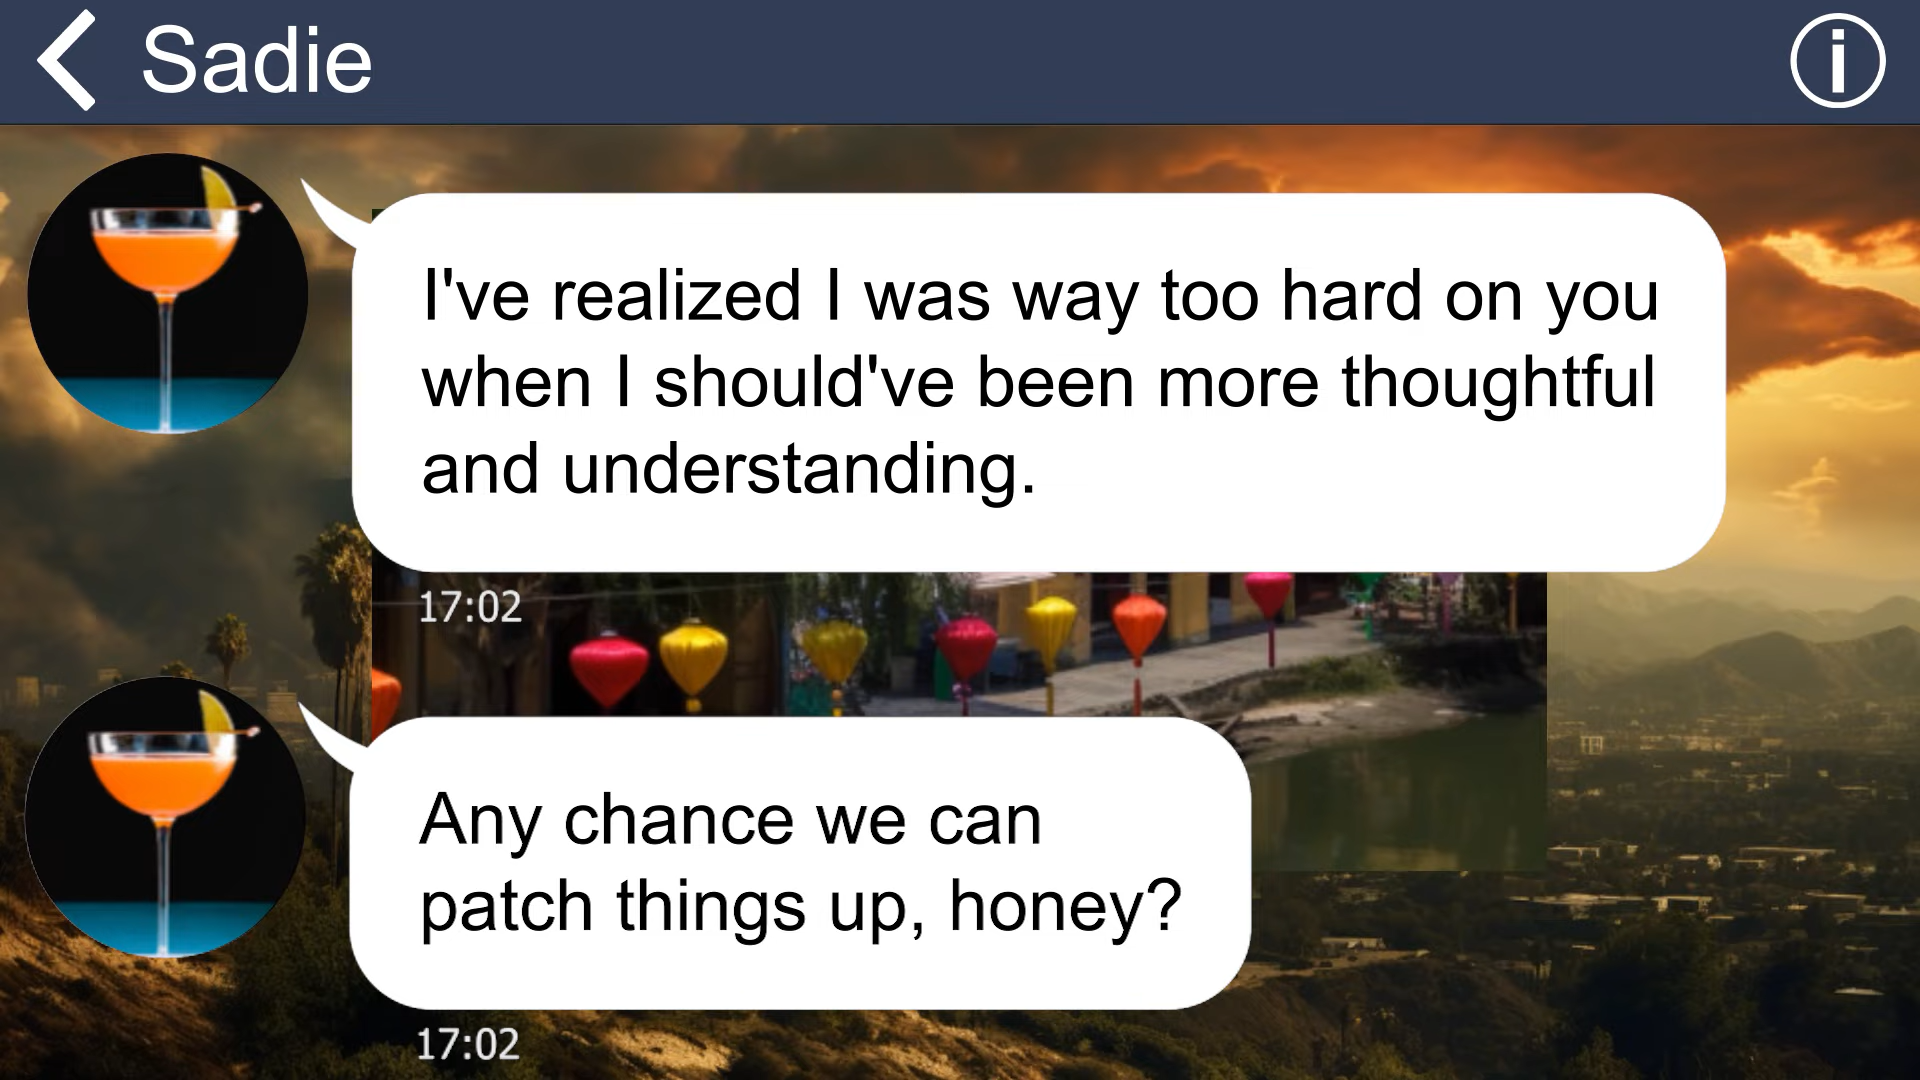 Sadie
I've realized I was way too hard on you
when I should've been more thoughtful
and understanding.
17:02
Any chance we can
patch things up, honey?
17:02